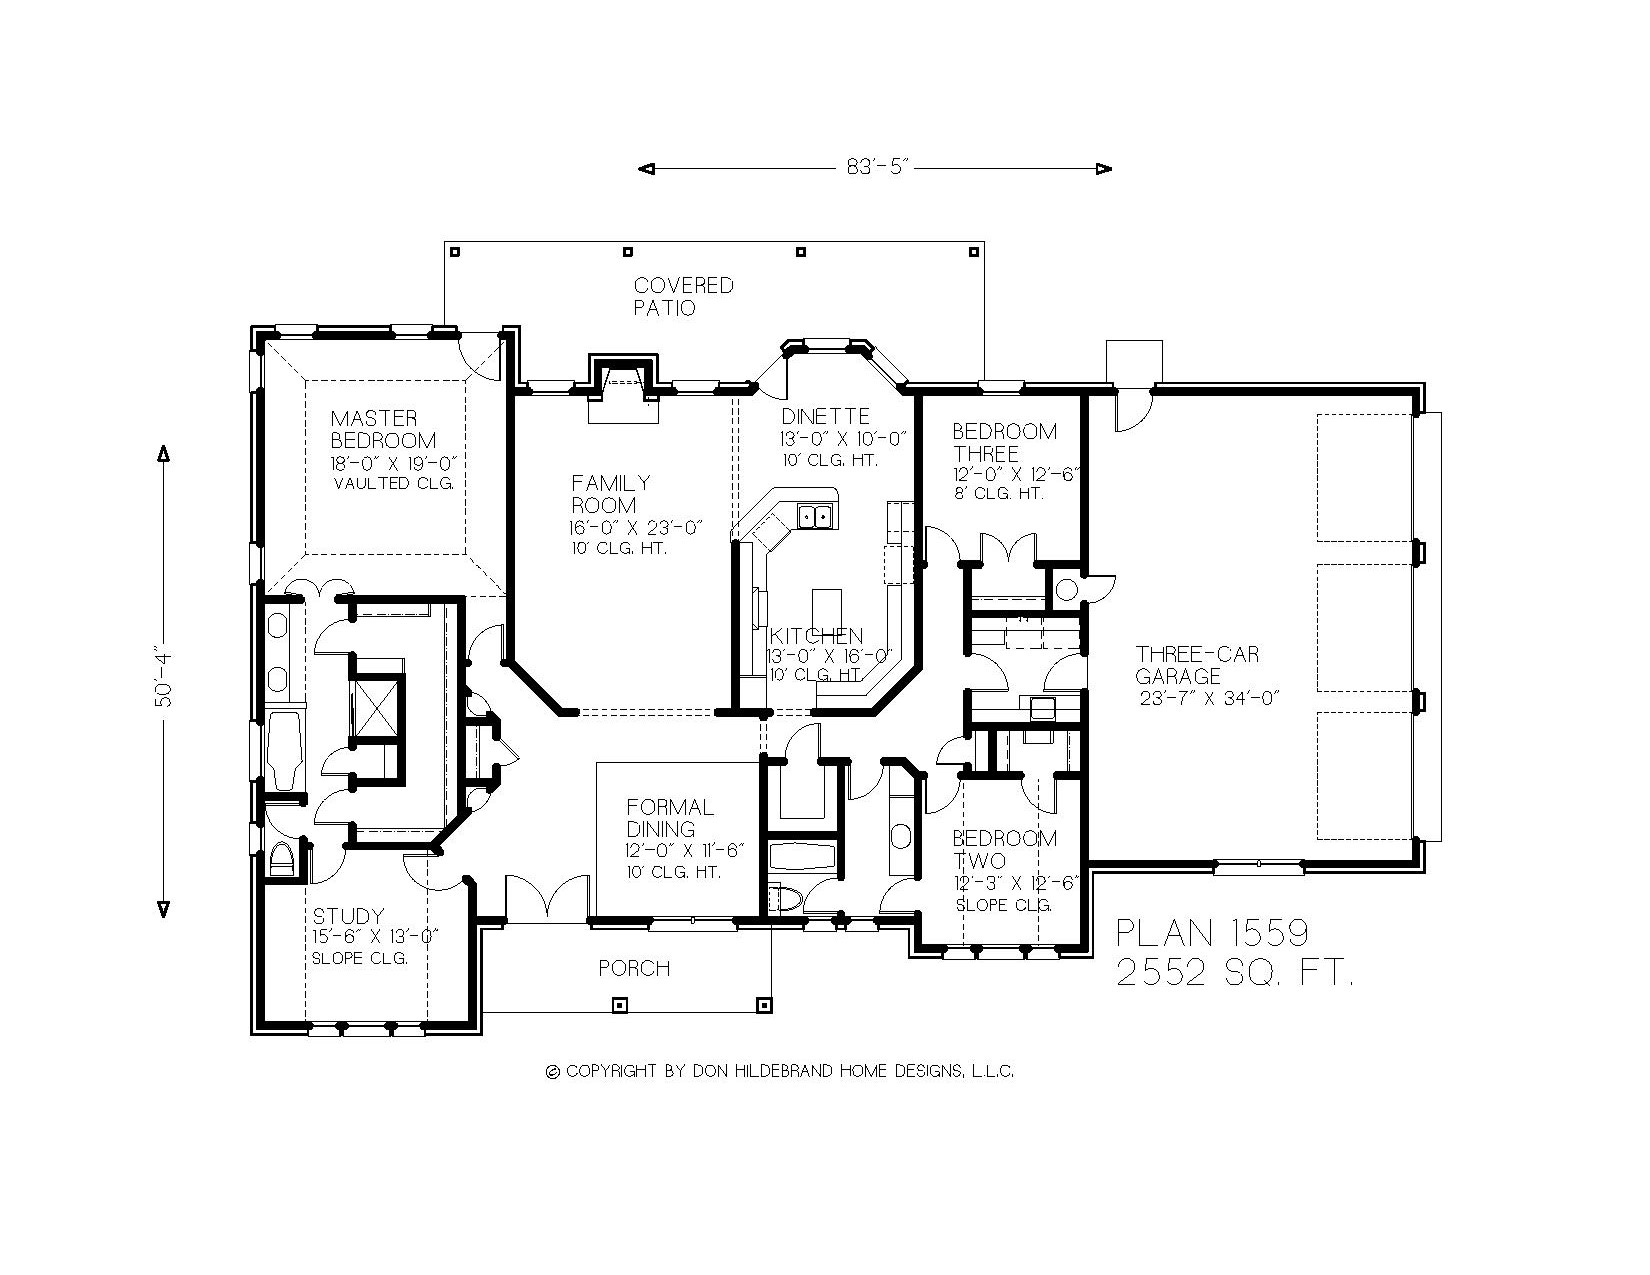 83'-5"
COVERED
PATIO
MASTER
BEDROOM
18'-0" X 19'-0"
VAULTED CLG.
FAMILY
ROOM
16'-0" X 23'-0"
10' CLG. HT.
DINETTE
13'-0" X 10'-0"
10' CLG. HT.
BEDROOM
THREE
12'-0" X 12'-6"
8' CLG. HT.
KITCHEN
13'-0" X 16'-0"
10' CLG. HT.
THREE-CAR
GARAGE
23'-7" X 34'-0"
50'-4"
FORMAL
DINING
12'-0" X 11'-6"
10' CLG. HT.
BEDROOM
TWO
12'-3" X 12'-6"
SLOPE CLG.
STUDY
15'-6" X 13'-0"
SLOPE CLG.
PORCH
PLAN 1559
2552 SQ. FT.
© COPYRIGHT BY DON HILDEBRAND HOME DESIGNS, L.L.C.